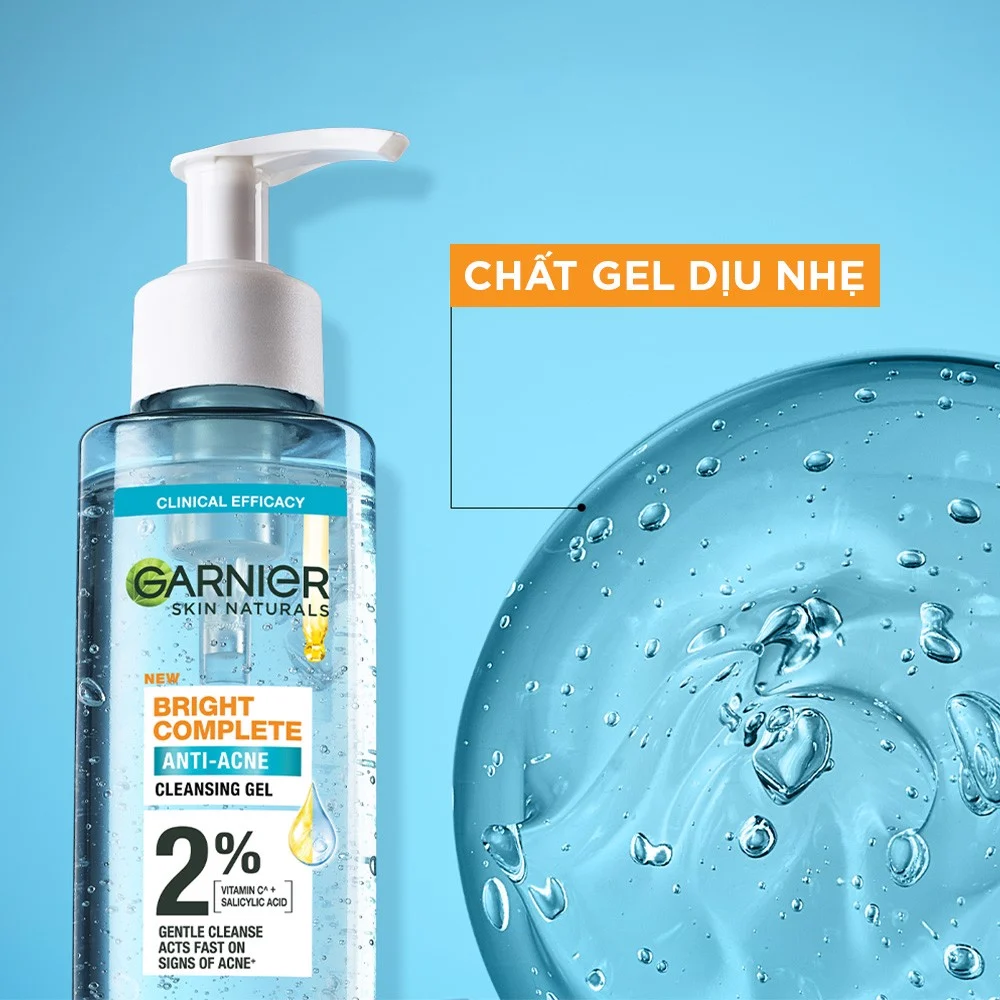 CHẤT GEL DỊU NHẸ
CLINICAL EFFICACY
GARNIER
SKIN NATURALS
NEW
BRIGHT
COMPLETE
ANTI-ACNE
CLEANSING GEL
2%
VITAMIN C^ +
SALICYLIC ACID
GENTLE CLEANSE
ACTS FAST ON
SIGNS OF ACNE+